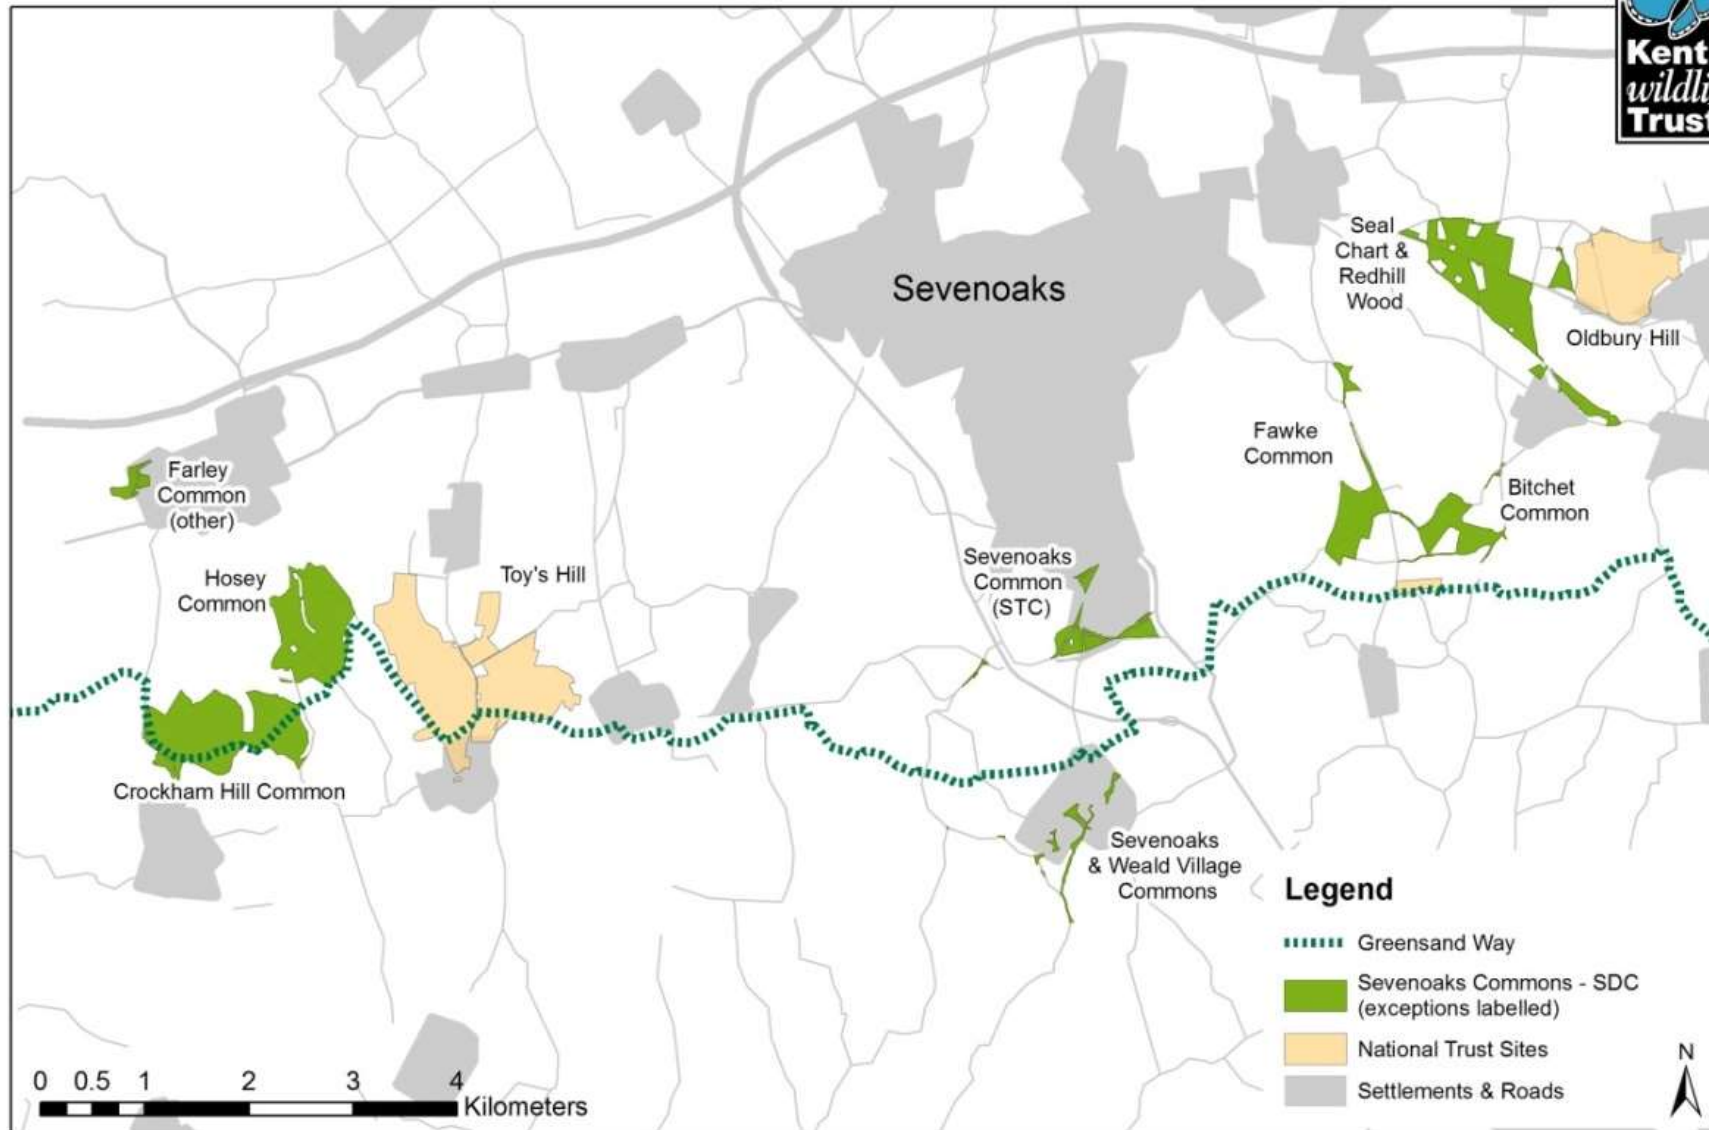 Kent
Trust
Sevenoaks
Seal
Chart &
Redhill
Wood
Oldbury Hill
Fawke
Common
Bitchet
Common
Farley
Common
(other)
Hosey
Common
Toy's Hill
Sevenoaks
Common
(STC)
Crockham Hill Common
Sevenoaks
& Weald Village
Commons
Legend
Greensand Way
Sevenoaks Commons - SDC
(exceptions labelled)
National Trust Sites
Settlements & Roads
N
0 0.5 1 2 3 4
Kilometers